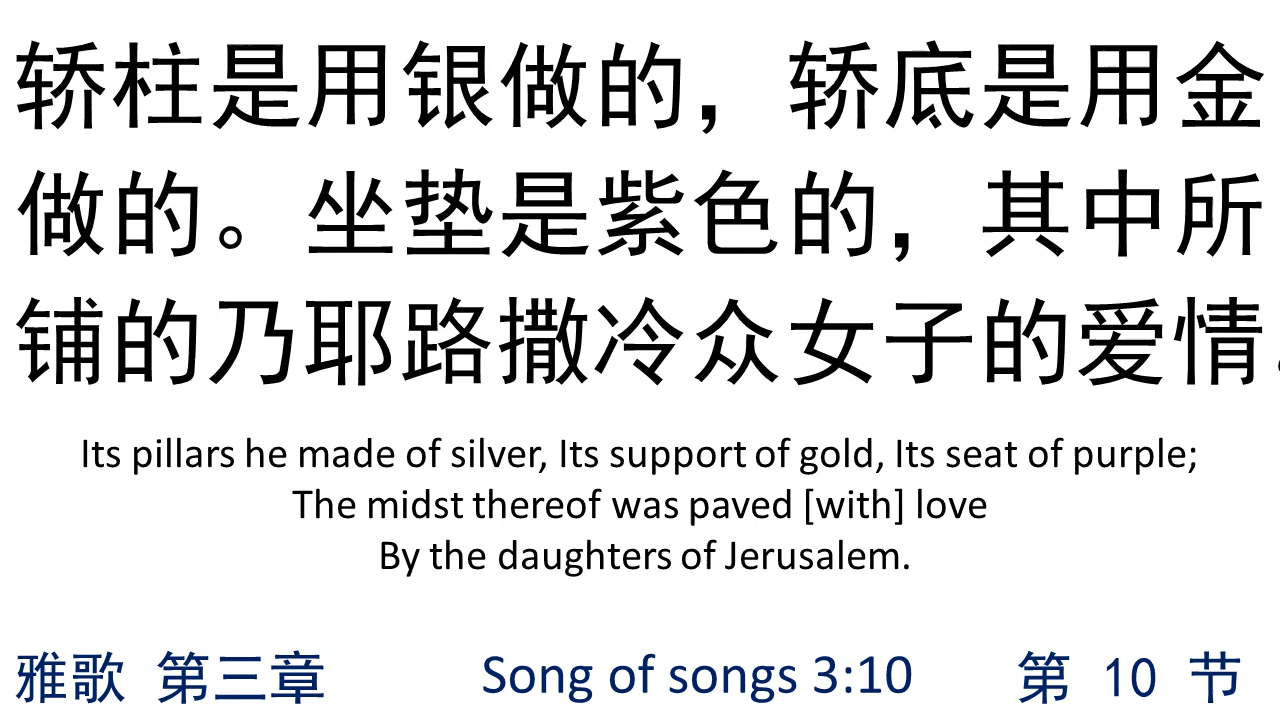 轿柱是用银做的，轿底是用金
做的。坐垫是紫色的，其中所
铺的乃耶路撒冷众女子的爱情。
Its pillars he made of silver, Its support of gold, Its seat of purple;
The midst thereof was paved [with] love
By the daughters of Jerusalem.
雅歌 第三章 Song of songs 3:10 第 10 节